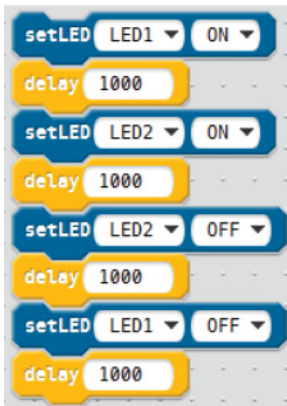 setLED LED1 ON
delay 1000
setLED LED2 ON
delay 1000
setLED LED2 OFF
delay 1000
setLED LED1 OFF
delay 1000